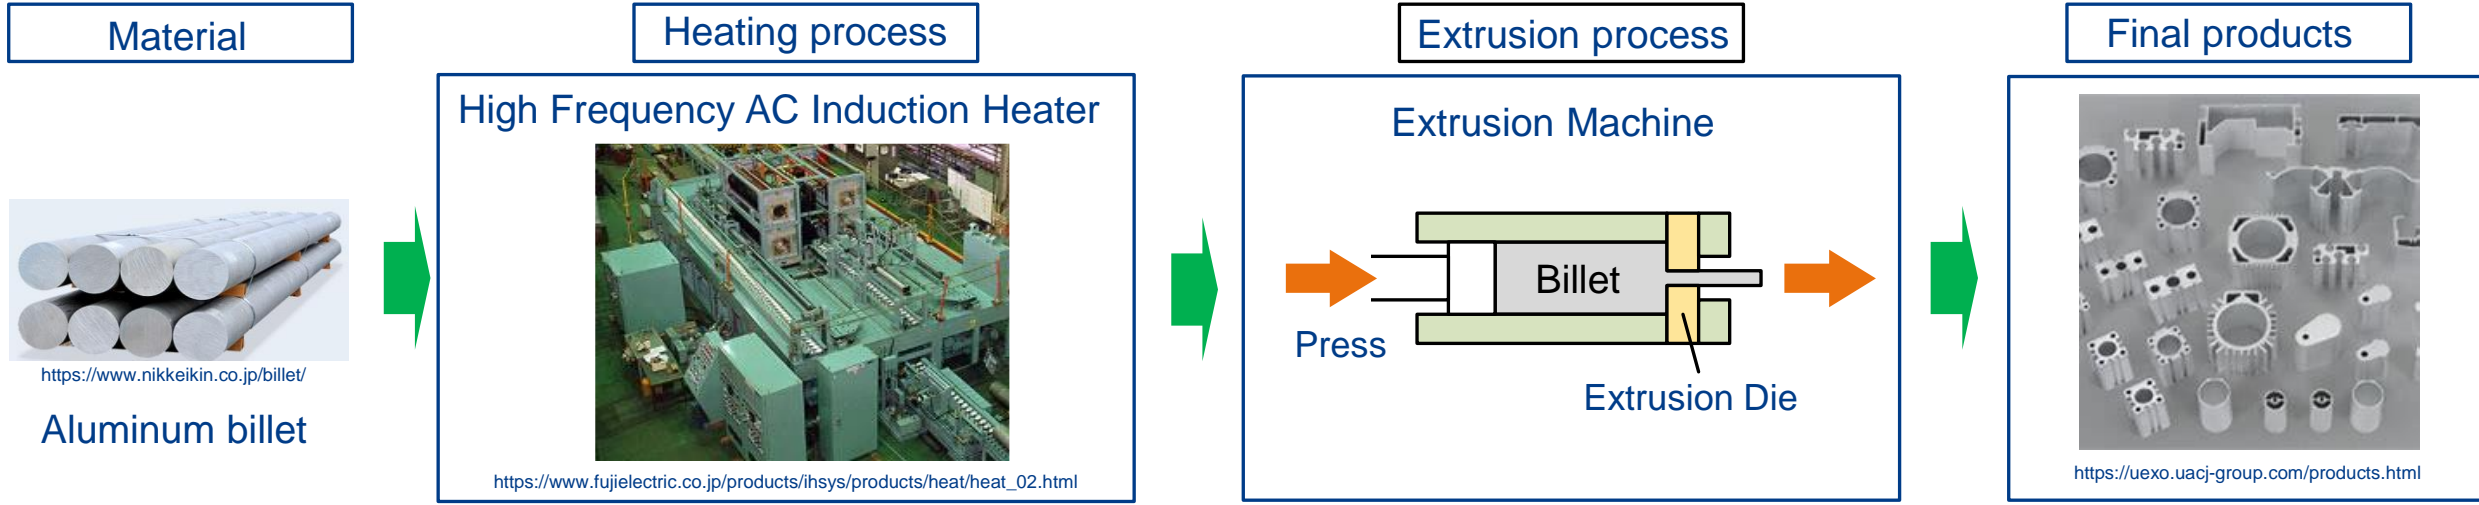 Material
Heating process
Extrusion process
Final products
High Frequency AC Induction Heater
Extrusion Machine
Billet
Press
Extrusion Die
https://www.nikkeikin.co.jp/billet/
Aluminum billet
https://www.fujielectric.co.jp/products/ihsys/products/heat/heat_02.html
https://uexo.uacj-group.com/products.html